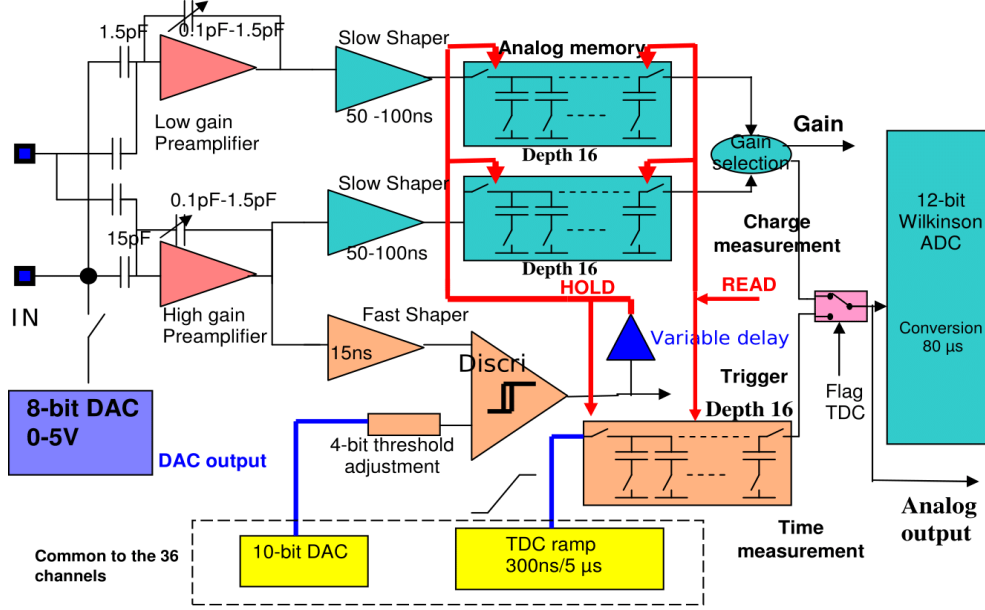 1.5pF
0.1pF-1.5pF
Low gain
Preamplifier
Slow Shaper
50 -100ns
Analog memory
Depth 16
Gain
selection
Gain
12-bit
Wilkinson
ADC
Conversion
80 µs
15pF
0.1pF-1.5pF
High gain
Preamplifier
Slow Shaper
50-100ns
Depth 16
Charge
measurement
HOLD
READ
IN
Fast Shaper
15ns
Discri
Variable delay
Trigger
Depth 16
Flag
TDC
8-bit DAC
0-5V
DAC output
4-bit threshold
adjustment
Analog
output
Time
measurement
Common to the 36
channels
10-bit DAC
TDC ramp
300ns/5 µs